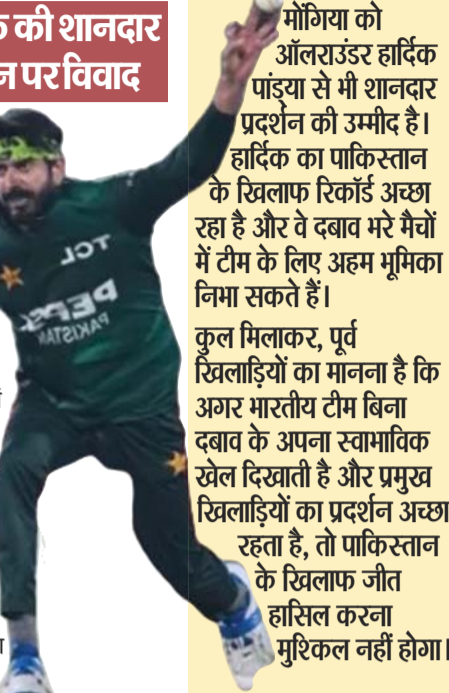 की शानदार
पर विवाद
मोंगिया को
ऑलराउंडर हार्दिक
पांड्या से भी शानदार
प्रदर्शन की उम्मीद है।
हार्दिक का पाकिस्तान
के खिलाफ रिकॉर्ड अच्छा
रहा है और वे दबाव भरे मैचों
में टीम के लिए अहम भूमिका
निभा सकते हैं।
कुल मिलाकर, पूर्व
खिलाड़ियों का मानना है कि
अगर भारतीय टीम बिना
दबाव के अपना स्वाभाविक
खेल दिखाती है और प्रमुख
खिलाड़ियों का प्रदर्शन अच्छा
रहता है, तो पाकिस्तान
के खिलाफ जीत
हासिल करना
मुश्किल नहीं होगा।
TCL
PEPSI
PAKISTAN